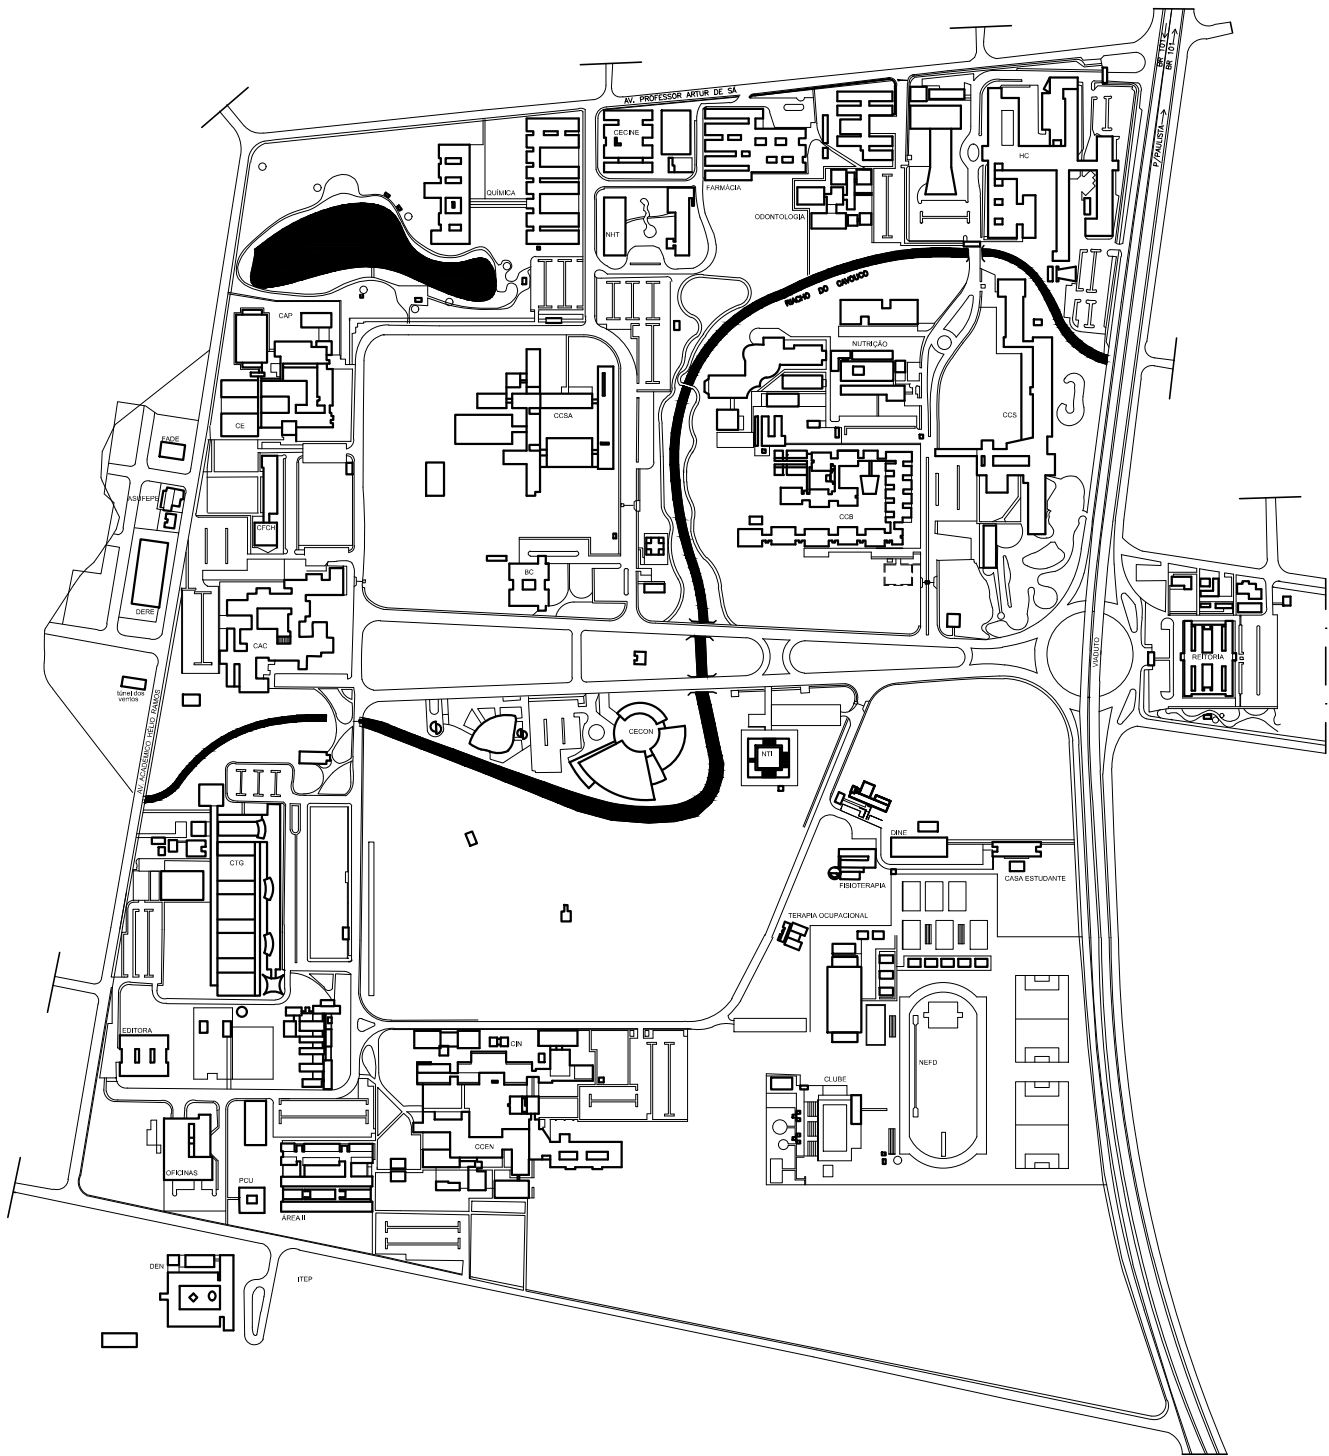 BR 101
BR 101
P/PAULISTA
AV. PROFESSOR ARTUR DE SÁ
CECINE
HC
FARMÁCIA
QUÍMICA
ODONTOLOGIA
NHT
RIACHO DO CAVOUCO
CAP
NUTRIÇÃO
CCSA
CCS
CE
FADE
ASUFEPE
CFCH
CCB
BC
DERE
CAC
VIADUTO
REITORIA
túnel dos
ventos
AV. ACADÊMICO HÉLIO RAMOS
CECON
NTI
DINE
CTG
FISIOTERAPIA
CASA ESTUDANTE
TERAPIA OCUPACIONAL
EDITORA
CIN
NEFD
CLUBE
CCEN
OFICINAS
PCU
ÁREA II
DEN
ITEP